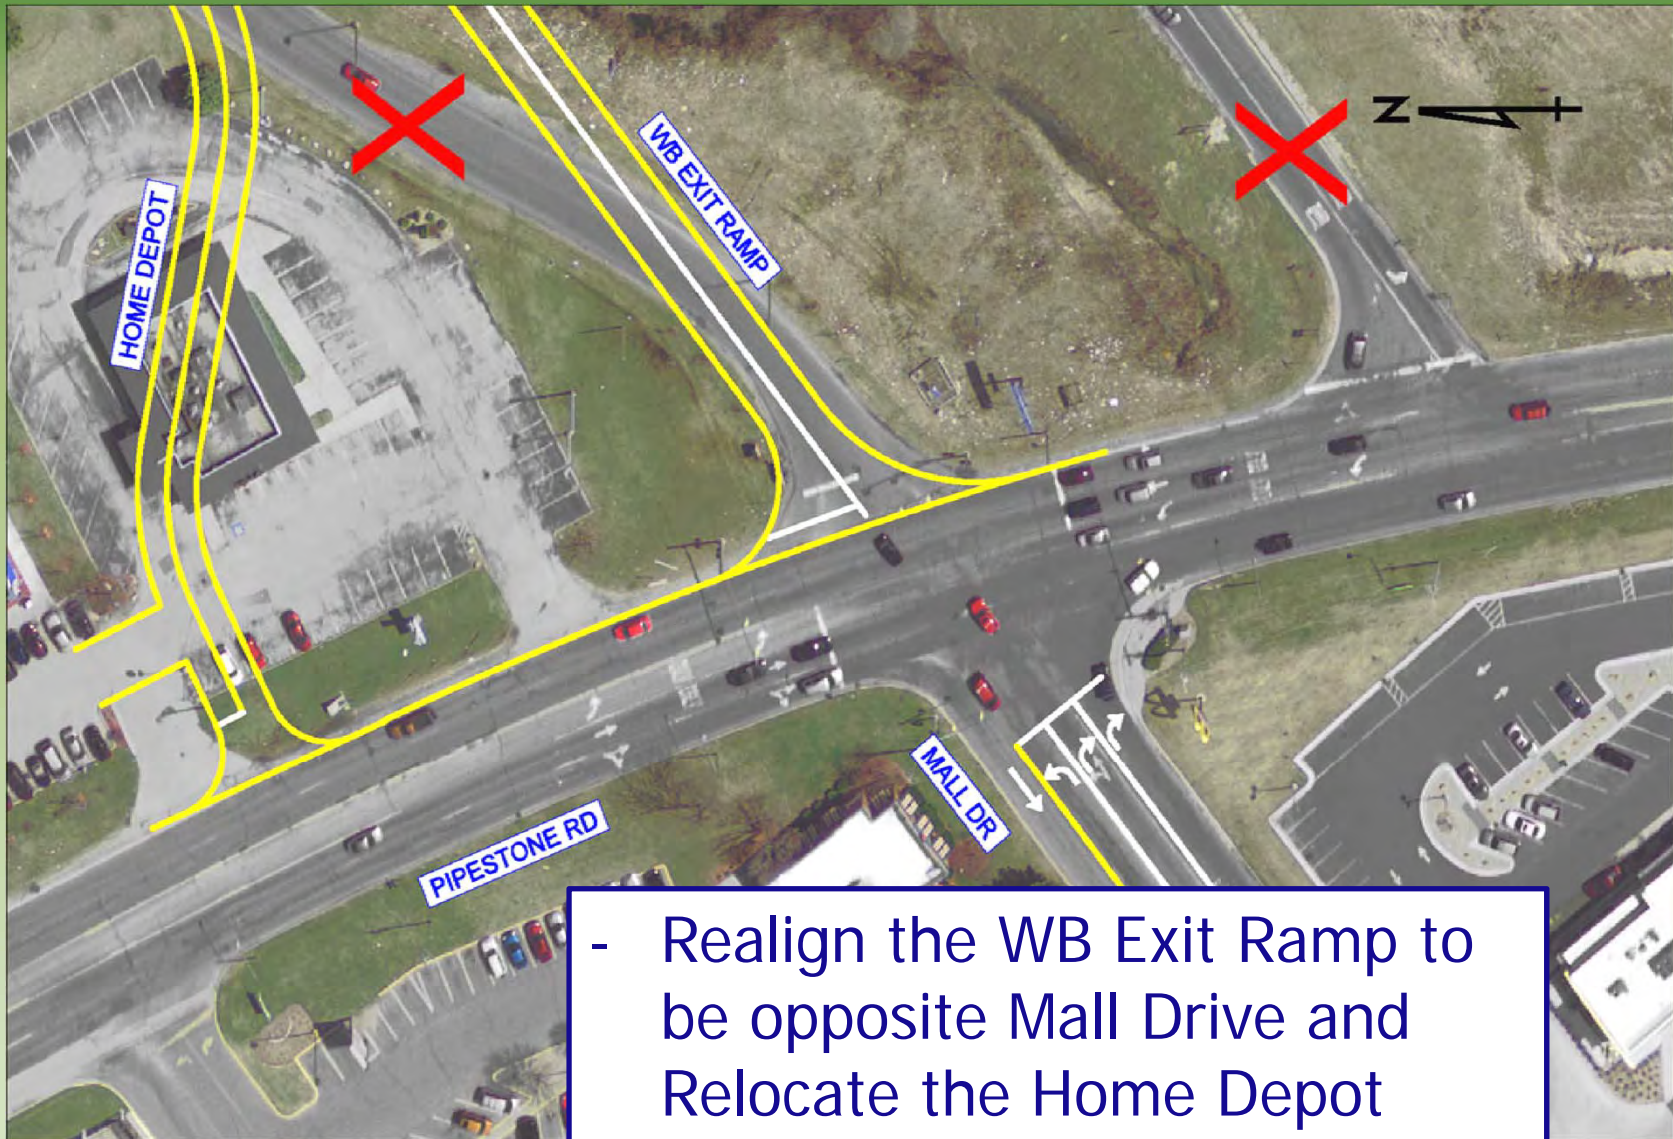 N
HOME DEPOT
WB EXIT RAMP
PIPESTONE RD
MALL DR
- Realign the WB Exit Ramp to
be opposite Mall Drive and
Relocate the Home Depot